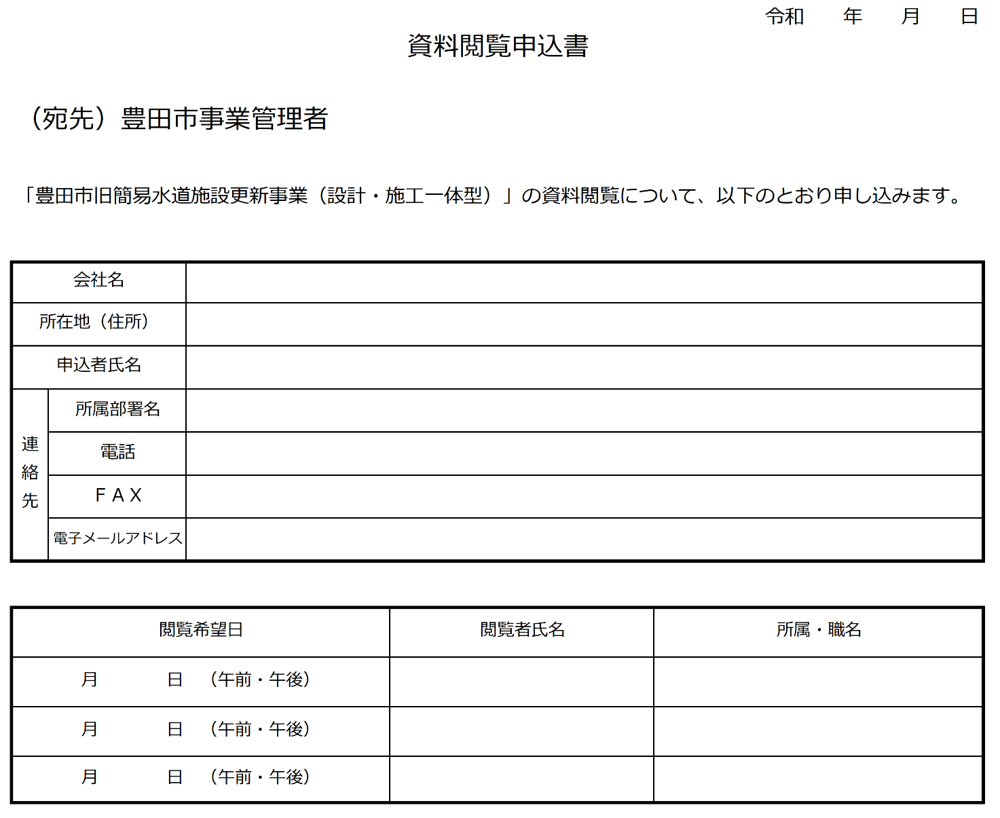 令和　　年　　月　　日
資料閲覧申込書
（宛先）豊田市事業管理者
「豊田市旧簡易水道施設更新事業（設計・施工一体型）」の資料閲覧について、以下のとおり申し込みます。
会社名
所在地（住所）
申込者氏名
連絡先
所属部署名
電話
ＦＡＸ
電子メールアドレス
閲覧希望日　閲覧者氏名　所属・職名
月　　　　日　（午前・午後）
月　　　　日　（午前・午後）
月　　　　日　（午前・午後）